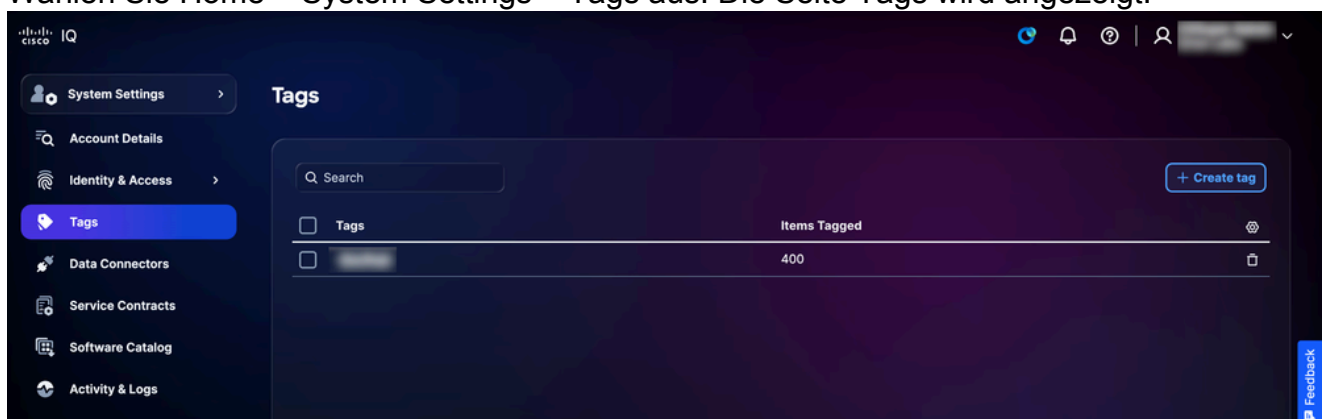 Wählen Sie Home > System Settings > Tags aus. Die Seite Tags wird angezeigt.
cisco IQ
System Settings
Tags
Account Details
Identity & Access
Search
+ Create tag
Tags
Tags
Items Tagged
Data Connectors
400
Service Contracts
Software Catalog
Activity & Logs
Feedback